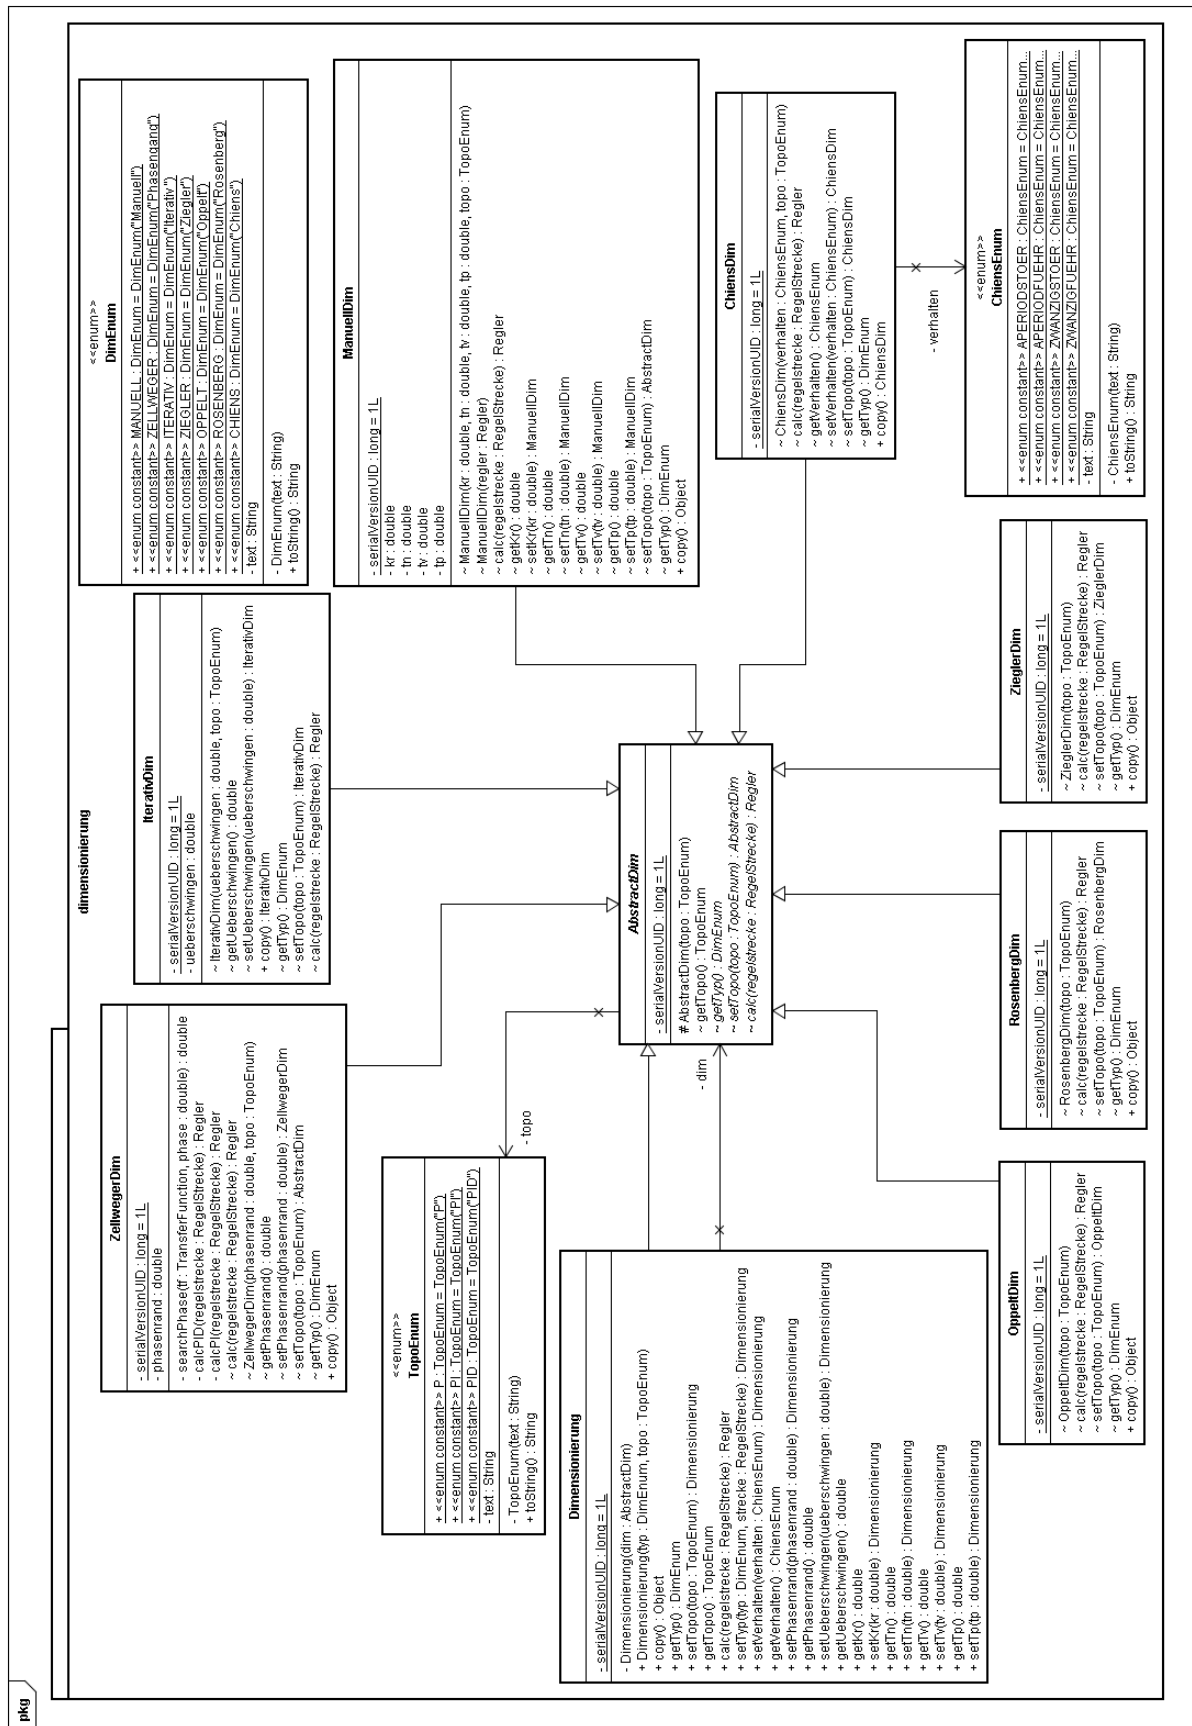 pkg
dimensionierung
ZellwegerDim
- serialVersionUID : long = 1L
- phasenrand : double
- searchPhase(tf : TransferFunction, phase : double) : double
- calcPID(regelstrecke : RegelStrecke) : Regler
- calcPI(regelstrecke : RegelStrecke) : Regler
~ calc(regelstrecke : RegelStrecke) : Regler
~ ZellwegerDim(phasenrand : double, topo : TopoEnum)
~ getPhasenrand() : double
~ setPhasenrand(phasenrand : double) : ZellwegerDim
~ setTopo(topo : TopoEnum) : AbstractDim
~ getTyp() : DimEnum
+ copy() : Object
IterativDim
- serialVersionUID : long = 1L
- ueberschwingen : double
~ IterativDim(ueberschwingen : double, topo : TopoEnum)
~ getUeberschwingen() : double
~ setUeberschwingen(ueberschwingen : double) : IterativDim
+ copy() : IterativDim
~ getTyp() : DimEnum
~ setTopo(topo : TopoEnum) : IterativDim
~ calc(regelstrecke : RegelStrecke) : Regler
<<enum>>
DimEnum
+ <<enum constant>> MANUELL : DimEnum = DimEnum("Manuell")
+ <<enum constant>> ZELLWEGER : DimEnum = DimEnum("Phasengang")
+ <<enum constant>> ITERATIV : DimEnum = DimEnum("Iterativ")
+ <<enum constant>> ZIEGLER : DimEnum = DimEnum("Ziegler")
+ <<enum constant>> OPPELT : DimEnum = DimEnum("Oppelt")
+ <<enum constant>> ROSENBERG : DimEnum = DimEnum("Rosenberg")
+ <<enum constant>> CHIENS : DimEnum = DimEnum("Chiens")
- text : String
- DimEnum(text : String)
+ toString() : String
<<enum>>
TopoEnum
+ <<enum constant>> P : TopoEnum = TopoEnum("P")
+ <<enum constant>> PI : TopoEnum = TopoEnum("PI")
+ <<enum constant>> PID : TopoEnum = TopoEnum("PID")
- text : String
- TopoEnum(text : String)
+ toString() : String
- topo
ManuellDim
- serialVersionUID : long = 1L
- kr : double
- tn : double
- tv : double
- tp : double
~ ManuellDim(kr : double, tn : double, tv : double, tp : double, topo : TopoEnum)
~ ManuellDim(regler : Regler)
~ calc(regelstrecke : RegelStrecke) : Regler
~ getKr() : double
~ setKr(kr : double) : ManuellDim
~ getTn() : double
~ setTn(tn : double) : ManuellDim
~ getTv() : double
~ setTv(tv : double) : ManuellDim
~ getTp() : double
~ setTp(tp : double) : ManuellDim
~ setTopo(topo : TopoEnum) : AbstractDim
~ getTyp() : DimEnum
+ copy() : Object
Dimensionierung
- serialVersionUID : long = 1L
- Dimensionierung(dim : AbstractDim)
+ Dimensionierung(typ : DimEnum, topo : TopoEnum)
+ copy() : Object
+ getTyp() : DimEnum
+ setTopo(topo : TopoEnum) : Dimensionierung
+ getTopo() : TopoEnum
+ calc(regelstrecke : RegelStrecke) : Regler
+ setTyp(typ : DimEnum, strecke : RegelStrecke) : Dimensionierung
+ setVerhalten(verhalten : ChiensEnum) : Dimensionierung
+ getVerhalten() : ChiensEnum
+ setPhasenrand(phasenrand : double) : Dimensionierung
+ getPhasenrand() : double
+ setUeberschwingen(ueberschwingen : double) : Dimensionierung
+ getUeberschwingen() : double
+ getKr() : double
+ setKr(kr : double) : Dimensionierung
+ getTn() : double
+ setTn(tn : double) : Dimensionierung
+ getTv() : double
+ setTv(tv : double) : Dimensionierung
+ getTp() : double
+ setTp(tp : double) : Dimensionierung
- dim
AbstractDim
- serialVersionUID : long = 1L
# AbstractDim(topo : TopoEnum)
~ getTopo() : TopoEnum
~ getTyp() : DimEnum
~ setTopo(topo : TopoEnum) : AbstractDim
~ calc(regelstrecke : RegelStrecke) : Regler
ChiensDim
- serialVersionUID : long = 1L
~ ChiensDim(verhalten : ChiensEnum, topo : TopoEnum)
~ calc(regelstrecke : RegelStrecke) : Regler
~ getVerhalten() : ChiensEnum
~ setVerhalten(verhalten : ChiensEnum) : ChiensDim
~ setTopo(topo : TopoEnum) : ChiensDim
~ getTyp() : DimEnum
+ copy() : ChiensDim
- verhalten
OppeltDim
- serialVersionUID : long = 1L
~ OppeltDim(topo : TopoEnum)
~ calc(regelstrecke : RegelStrecke) : Regler
~ setTopo(topo : TopoEnum) : OppeltDim
~ getTyp() : DimEnum
+ copy() : Object
RosenbergDim
- serialVersionUID : long = 1L
~ RosenbergDim(topo : TopoEnum)
~ calc(regelstrecke : RegelStrecke) : Regler
~ setTopo(topo : TopoEnum) : RosenbergDim
~ getTyp() : DimEnum
+ copy() : Object
ZieglerDim
- serialVersionUID : long = 1L
~ ZieglerDim(topo : TopoEnum)
~ calc(regelstrecke : RegelStrecke) : Regler
~ setTopo(topo : TopoEnum) : ZieglerDim
~ getTyp() : DimEnum
+ copy() : Object
<<enum>>
ChiensEnum
+ <<enum constant>> APERIODSTOER : ChiensEnum = ChiensEnum...
+ <<enum constant>> APERIODFUEHR : ChiensEnum = ChiensEnum...
+ <<enum constant>> ZWANZIGSTOER : ChiensEnum = ChiensEnum...
+ <<enum constant>> ZWANZIGFUEHR : ChiensEnum = ChiensEnum...
- text : String
- ChiensEnum(text : String)
+ toString() : String